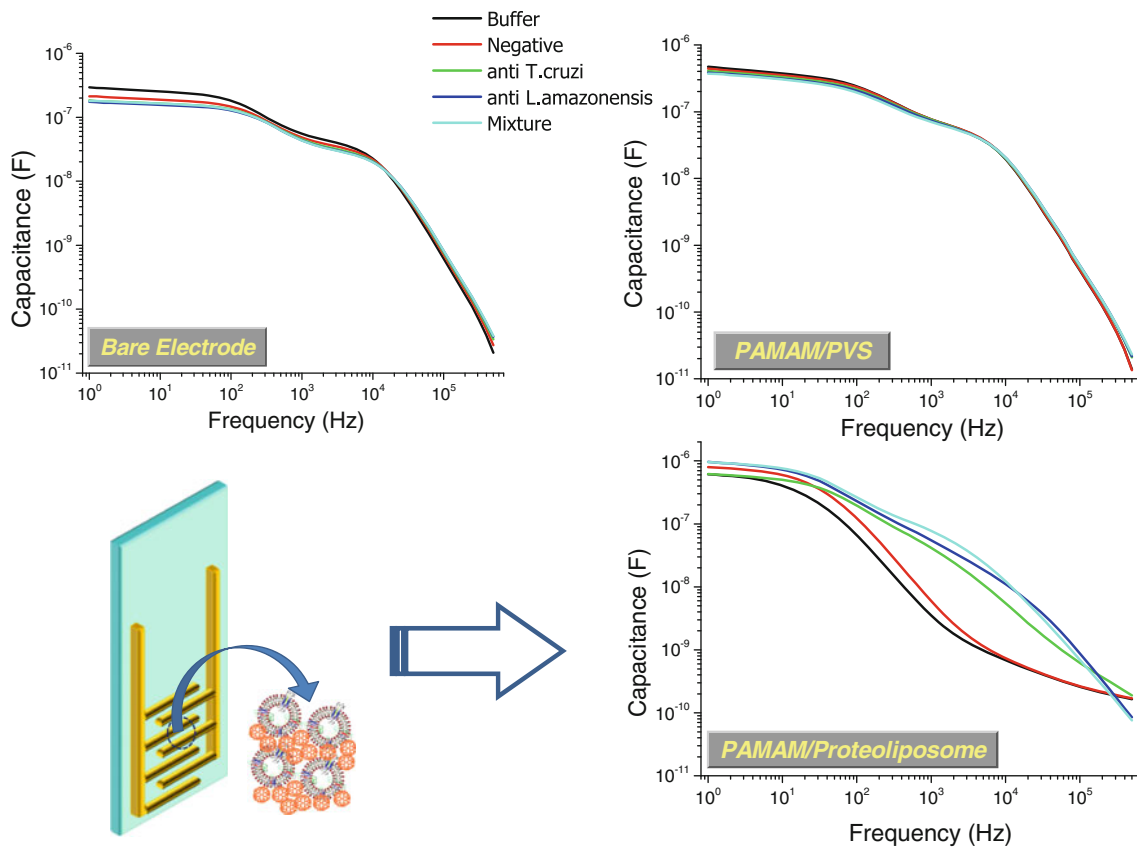 Buffer
Negative
anti T.cruzi
anti L.amazonensis
Mixture
10⁻⁶
10⁻⁷
10⁻⁸
10⁻⁹
10⁻¹⁰
10⁻¹¹
Capacitance (F)
Bare Electrode
10⁰ 10¹ 10² 10³ 10⁴ 10⁵
Frequency (Hz)
10⁻⁶
10⁻⁷
10⁻⁸
10⁻⁹
10⁻¹⁰
10⁻¹¹
Capacitance (F)
PAMAM/PVS
10⁰ 10¹ 10² 10³ 10⁴ 10⁵
Frequency (Hz)
10⁻⁶
10⁻⁷
10⁻⁸
10⁻⁹
10⁻¹⁰
10⁻¹¹
Capacitance (F)
PAMAM/Proteoliposome
10⁰ 10¹ 10² 10³ 10⁴ 10⁵
Frequency (Hz)